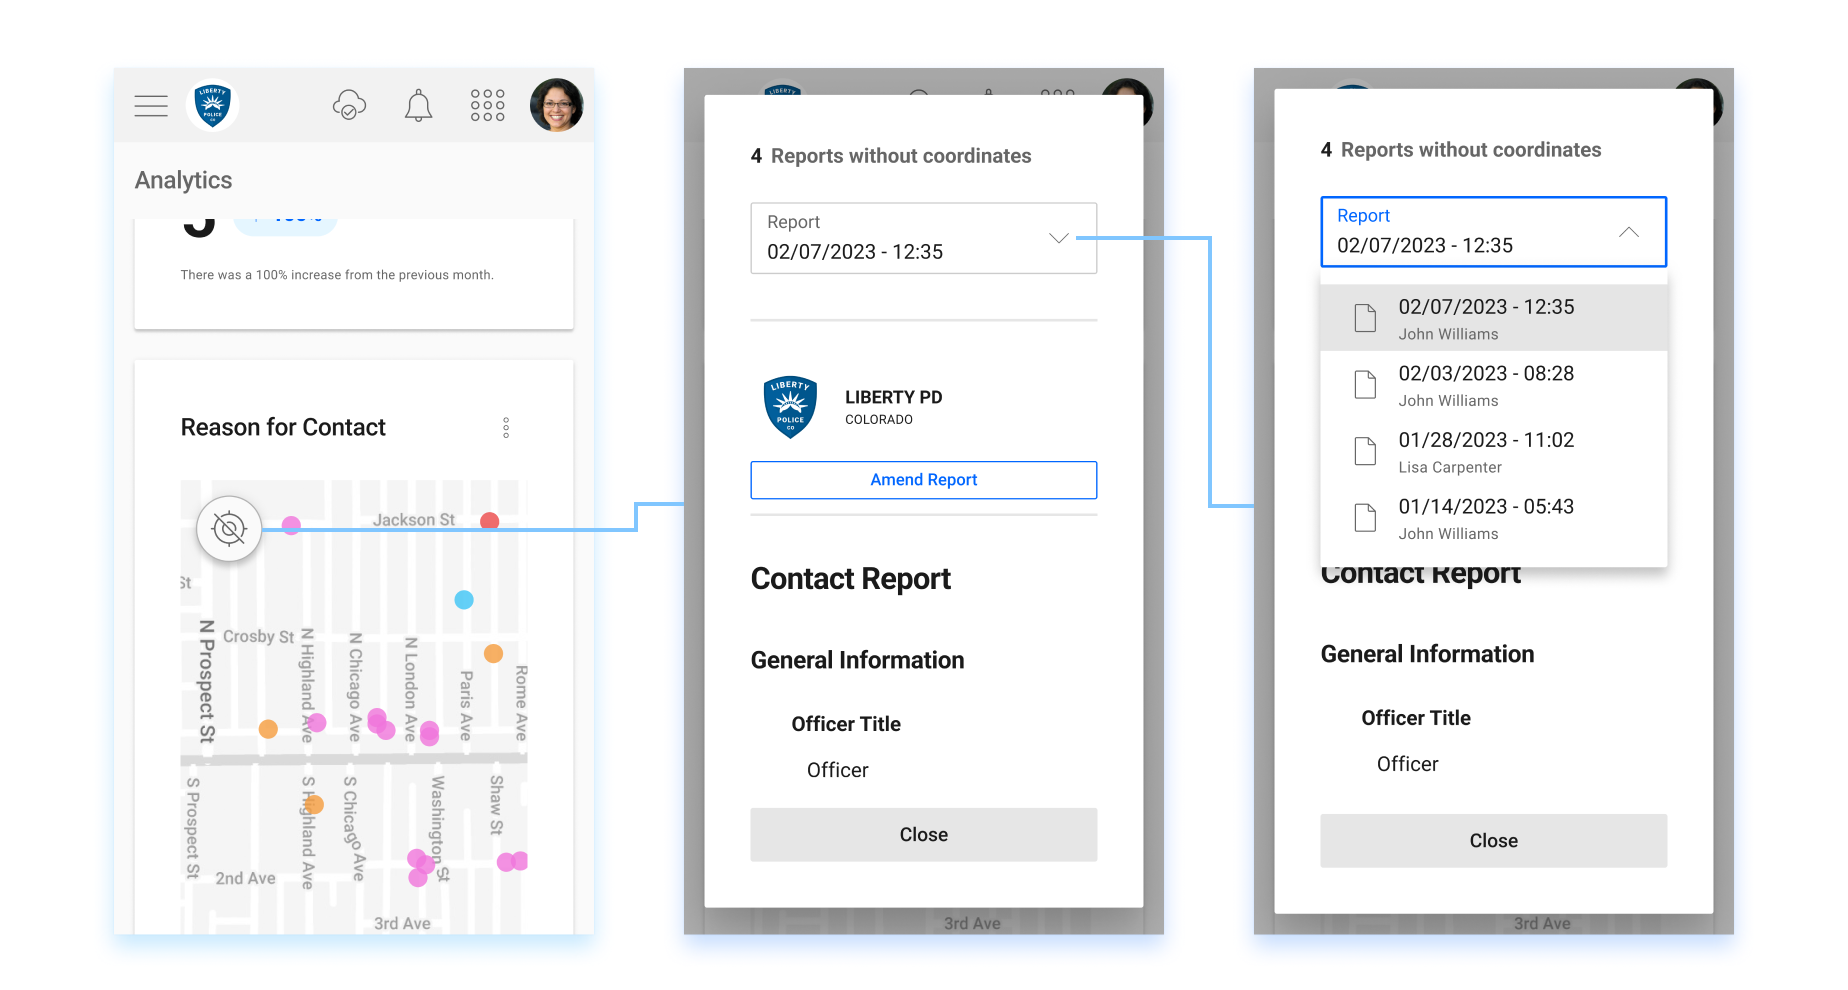 LIBERTY
POLICE
CO
Analytics
There was a 100% increase from the previous month.
Reason for Contact
Jackson St
St
Crosby St
N Prospect St
N Highland Ave
N Chicago Ave
N London Ave
Paris Ave
Rome Ave
S Prospect St
S Highland Ave
S Chicago Ave
Washington St
Shaw St
2nd Ave
3rd Ave
LIBERTY
4 Reports without coordinates
Report
02/07/2023 - 12:35
LIBERTY
POLICE
CO
LIBERTY PD
COLORADO
Amend Report
Contact Report
General Information
Officer Title
Officer
Close
3rd Ave
4 Reports without coordinates
Report
02/07/2023 - 12:35
02/07/2023 - 12:35
John Williams
02/03/2023 - 08:28
John Williams
01/28/2023 - 11:02
Lisa Carpenter
01/14/2023 - 05:43
John Williams
Contact Report
General Information
Officer Title
Officer
Close
3rd Ave